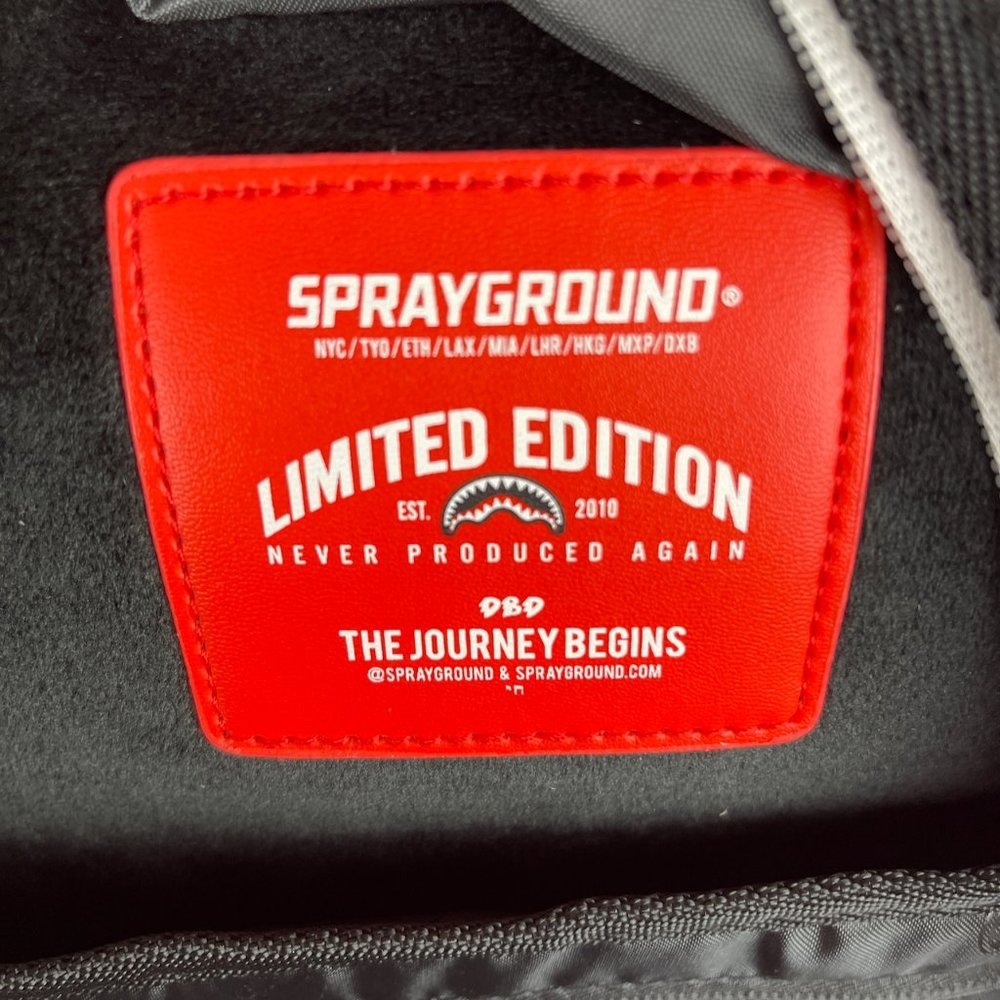 SPRAYGROUND®
NYC/TYO/ETH/LAX/MIA/LHR/HKG/MXP/DXB
LIMITED EDITION
EST. 2010
NEVER PRODUCED AGAIN
DBD
THE JOURNEY BEGINS
@SPRAYGROUND & SPRAYGROUND.COM